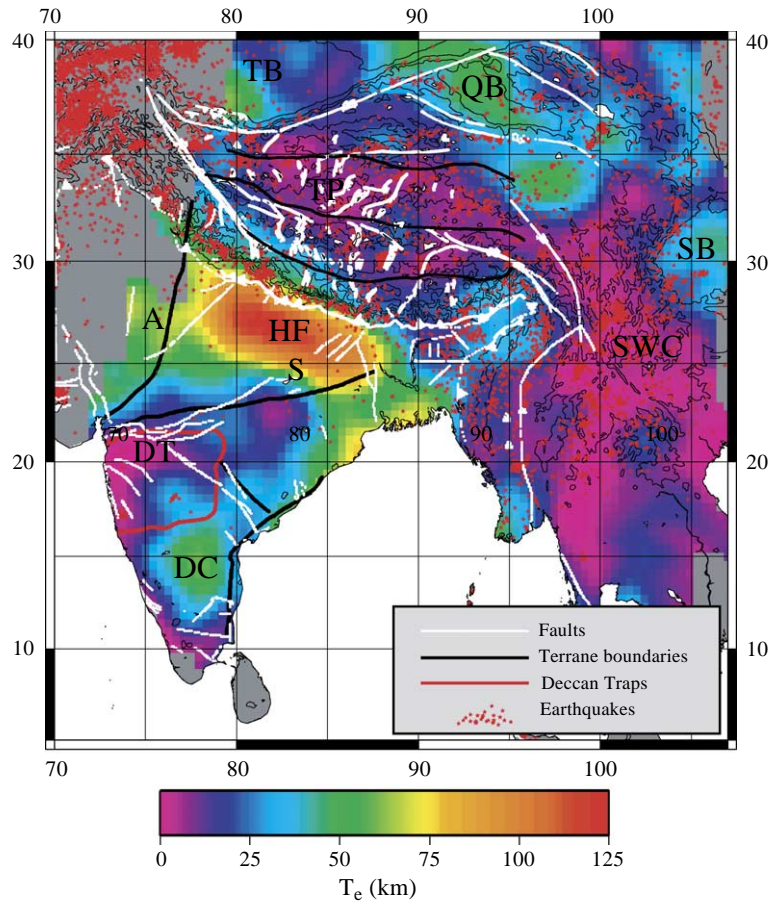 70 80 90 100
40 40
TB
QB
TP
SB
30 30
A
HF
II
SWC
S
70 80 90 100
DT
20 20
DC
Faults
10 10
Terrane boundaries
Deccan Traps
Earthquakes
70 80 90 100
0 25 50 75 100 125
Te (km)